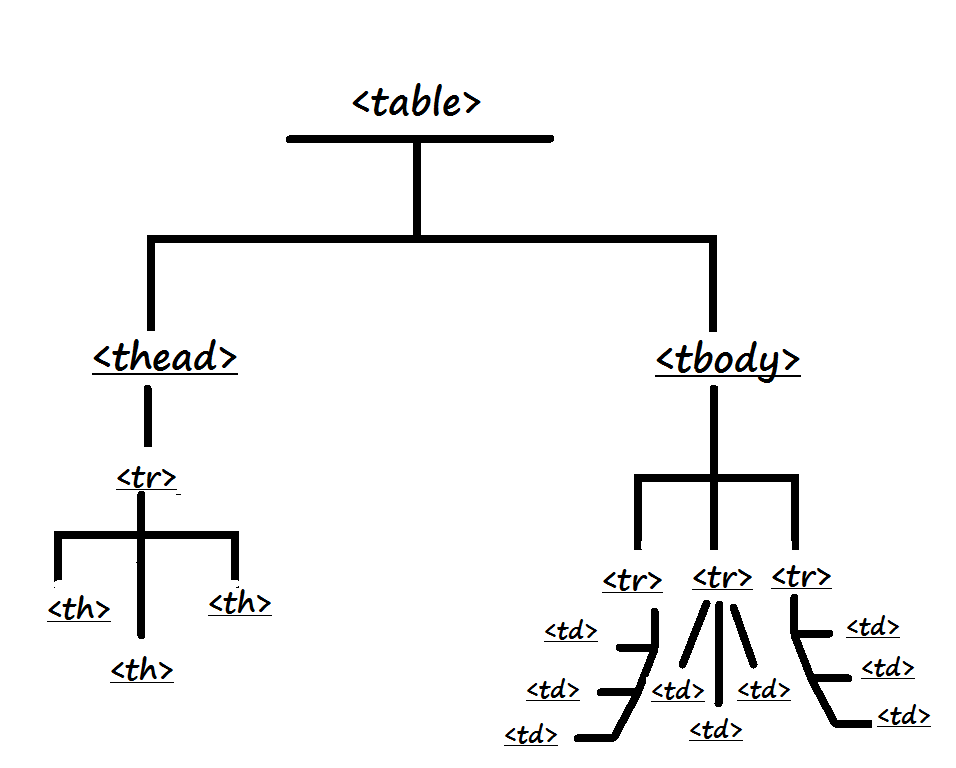 <table>
<thead> <tbody>
<tr>
<tr> <tr> <tr>
<th> <th>
<td> <td>
<th> <td>
<td> <td> <td>
<td> <td> <td>
<td>